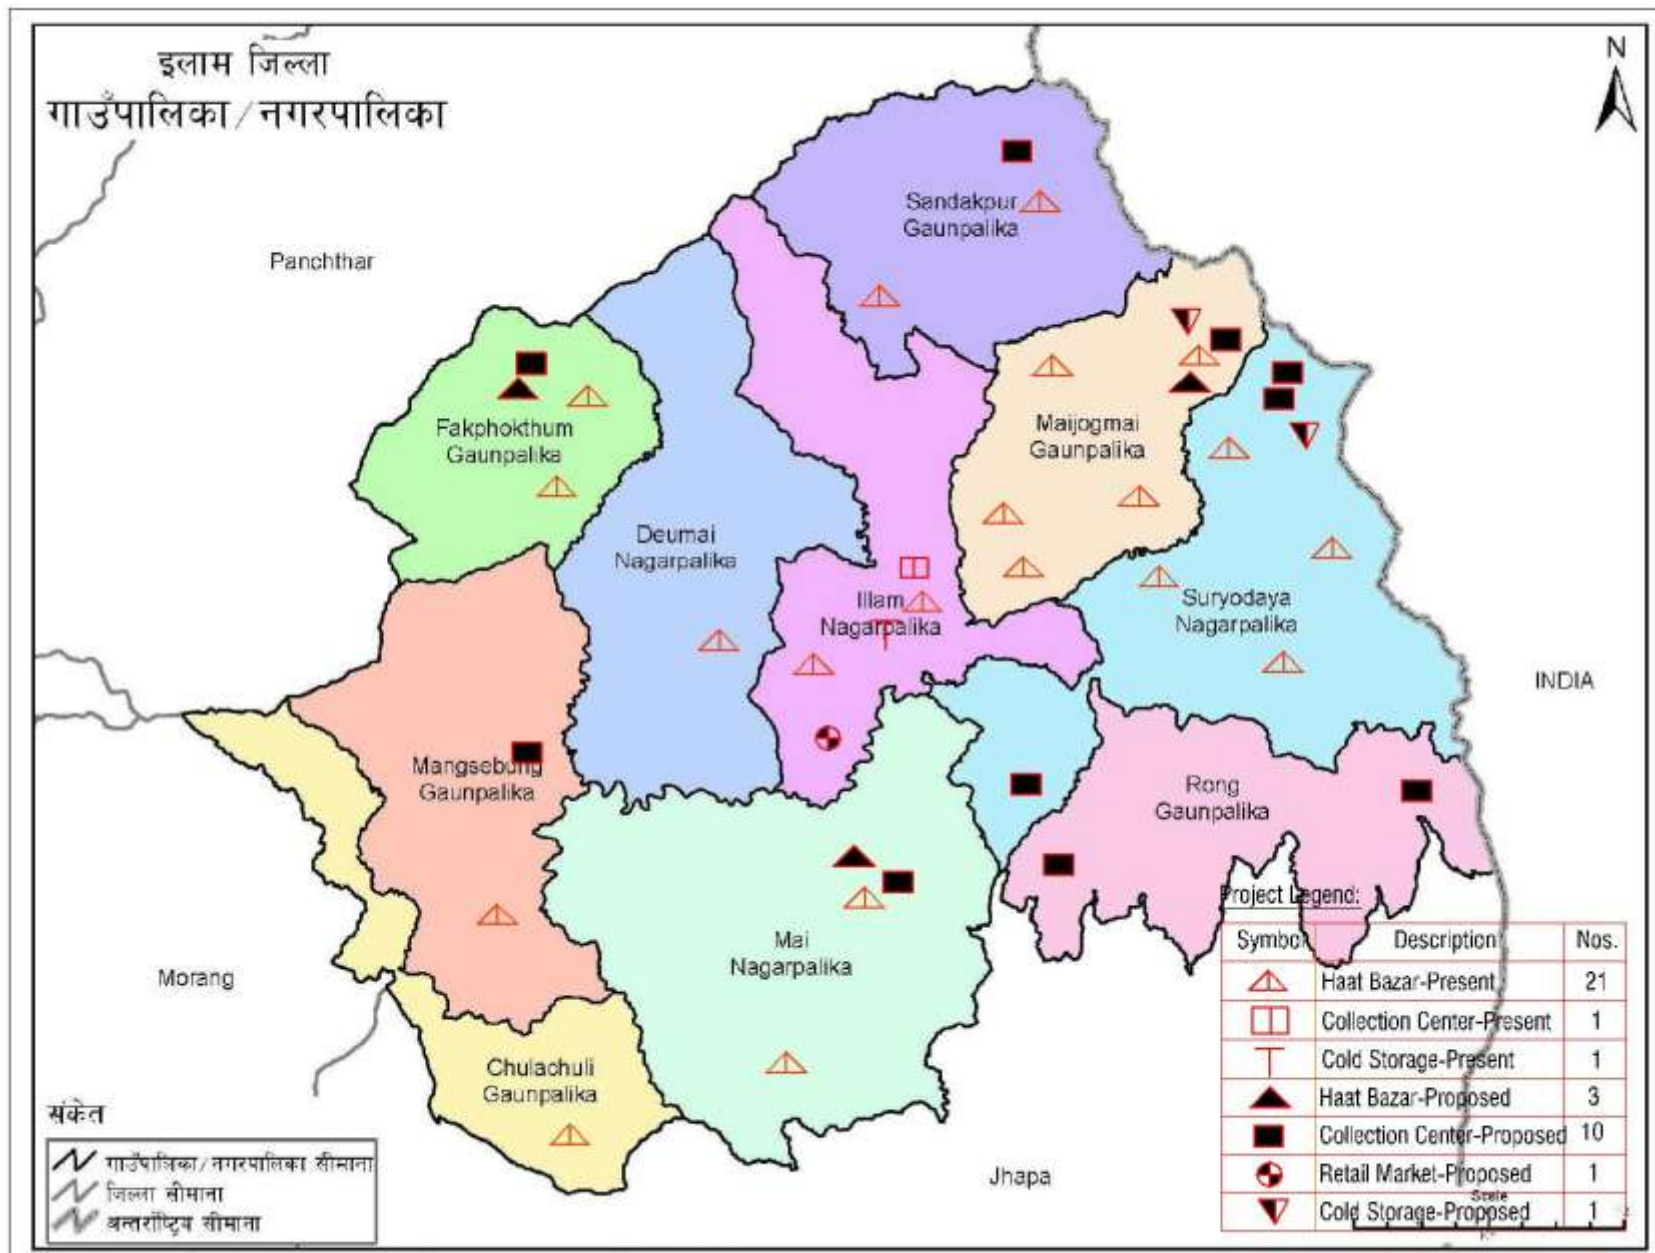 इलाम जिल्ला
गाउँपालिका/नगरपालिका
N
Panchthar
Sandakpur
Gaunpalika
Fakphokthum
Gaunpalika
Maijogmai
Gaunpalika
Deumai
Nagarpalika
Illam
Nagarpalika
Suryodaya
Nagarpalika
INDIA
Mangsebung
Gaunpalika
Rong
Gaunpalika
Mai
Nagarpalika
Morang
Chulachuli
Gaunpalika
Jhapa
Project Legend:
Symbol Description Nos.
Haat Bazar-Present 21
Collection Center-Present 1
Cold Storage-Present 1
Haat Bazar-Proposed 3
Collection Center-Proposed 10
Retail Market-Proposed 1
Cold Storage-Proposed 1
Scale
संकेत
गाउँपालिका/नगरपालिका सीमाना
जिल्ला सीमाना
अन्तर्राष्ट्रिय सीमाना